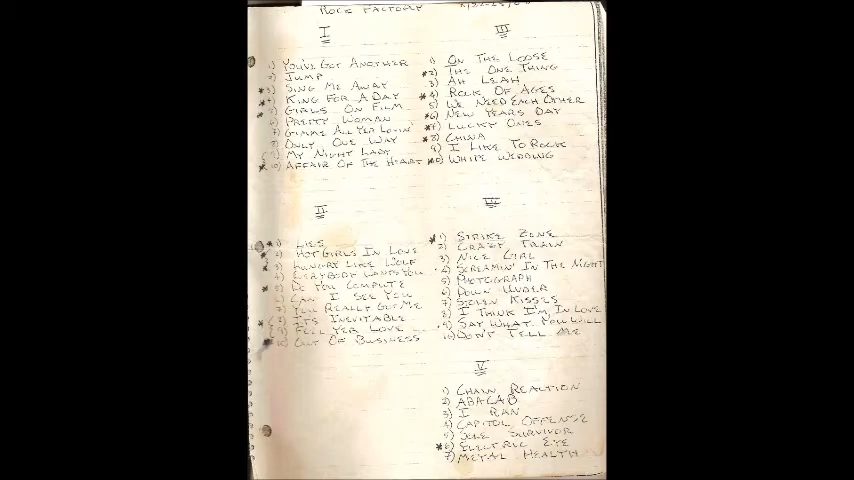 ROCK FACTORY
I
1) YOU'VE GOT ANOTHER
2) JUMP
*3) SING ME AWAY
*4) KING FOR A DAY
5) GIRLS ON FILM
6) PRETTY WOMAN
7) GIMME ALL YER LOVIN'
8) ONLY ONE WAY
9) MY NIGHT LADY
*10) AFFAIR OF THE HEART
II
*1) LIES
2) HOT GIRLS IN LOVE
3) HUNGRY LIKE WOLF
4) EVERYBODY WANTS YOU
*5) DO YOU COMPUTE
6) CAN I SEE YOU
7) YOU REALLY GOT ME
8) IT'S INEVITABLE
9) FEEL YER LOVE
*10) OUT OF BUSINESS
III
1) ON THE LOOSE
*2) THE ONE THING
3) AH LEAH
*4) ROCK OF AGES
5) WE NEED EACH OTHER
*6) NEW YEARS DAY
*7) LUCKY ONES
*8) CHINA
9) I LIKE TO ROCK
*10) WHITE WEDDING
*1) STRIKE ZONE
2) CRAZY TRAIN
3) NICE GIRL
4) SCREAMIN' IN THE NIGHT
5) PHOTOGRAPH
6) DOWN UNDER
7) STOLEN KISSES
8) I THINK I'M IN LOVE
9) SAY WHAT YOU WILL
10) DON'T TELL ME
V
1) CHAIN REACTION
2) ABACAB
3) I RAN
4) CAPITOL OFFENSE
5) SOLE SURVIVOR
*6) ELECTRIC EYE
7) METAL HEALTH